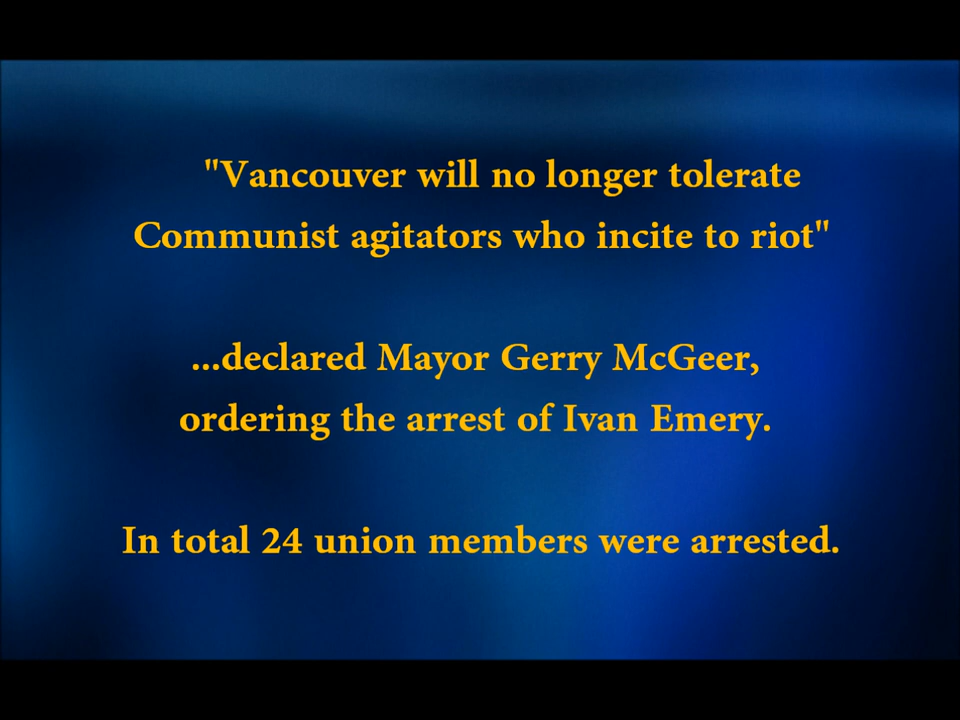 "Vancouver will no longer tolerate
Communist agitators who incite to riot"
...declared Mayor Gerry McGeer,
ordering the arrest of Ivan Emery.
In total 24 union members were arrested.